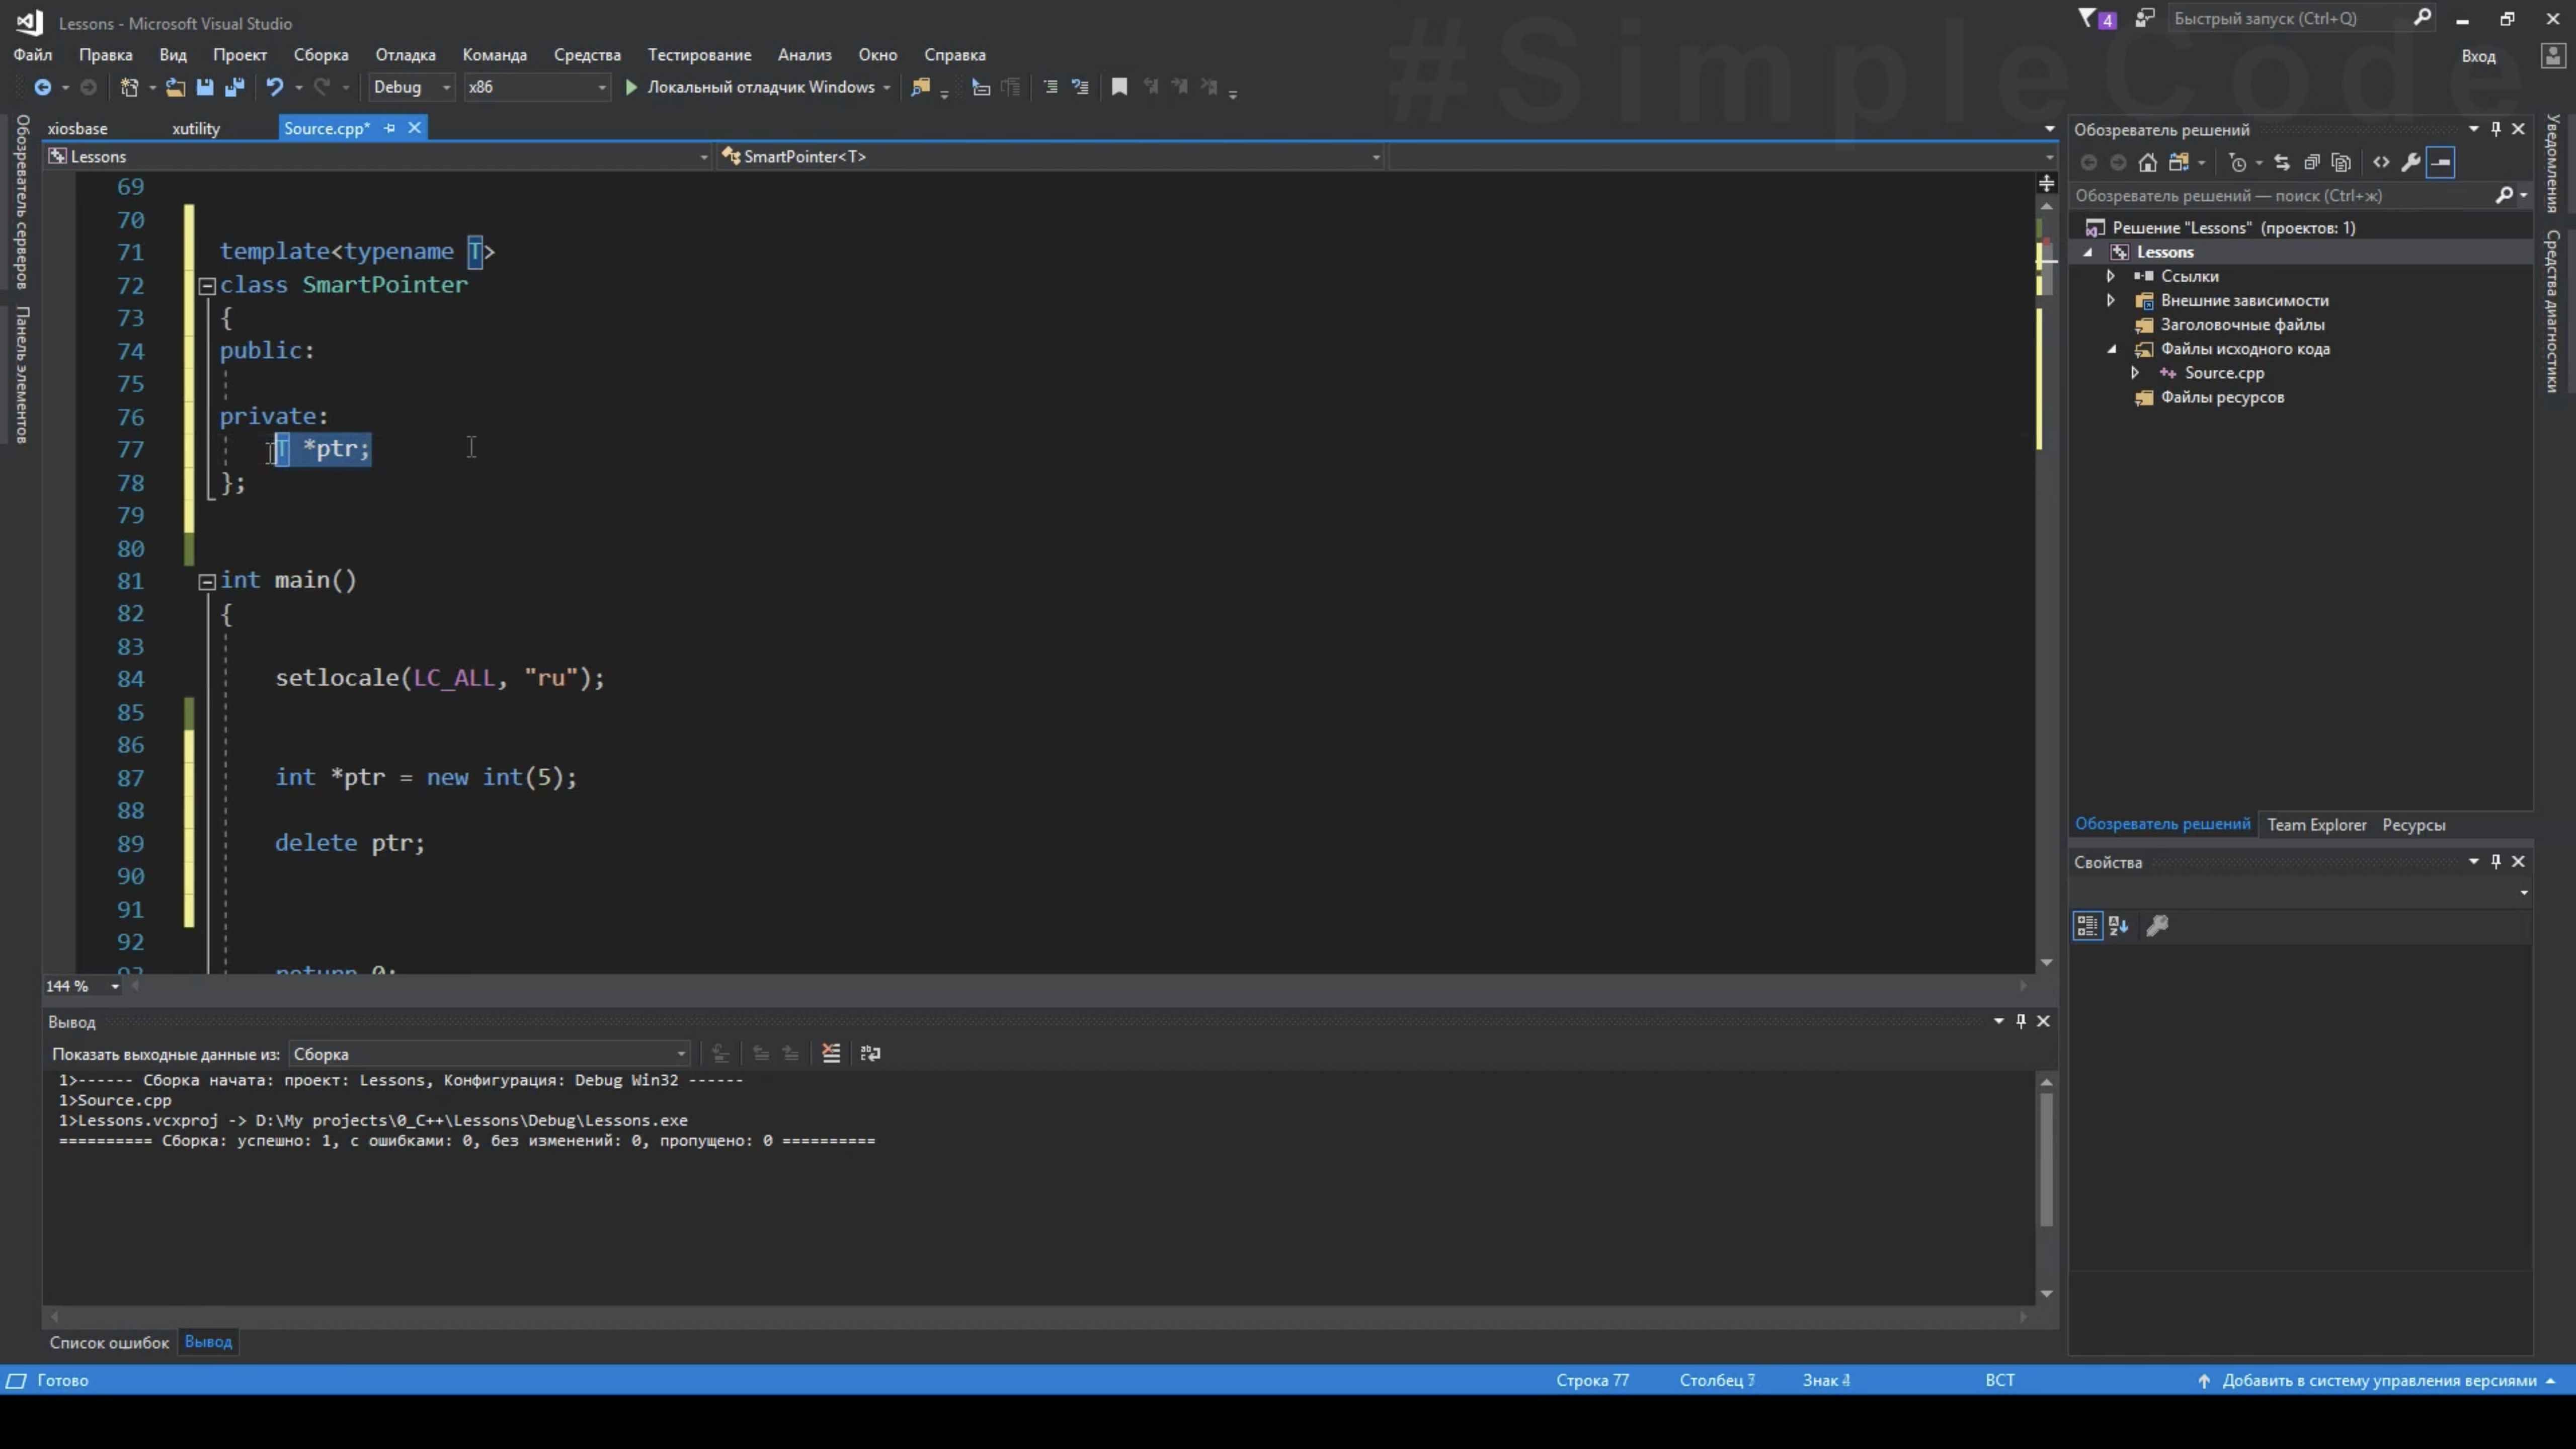 Lessons - Microsoft Visual Studio
#SimpleCode
4
Быстрый запуск (Ctrl+Q)
Файл Правка Вид Проект Сборка Отладка Команда Средства Тестирование Анализ Окно Справка
Вход
Debug x86 Локальный отладчик Windows
Обозреватель серверов
Панель элементов
xiosbase xutility Source.cpp*
Lessons SmartPointer<T>
69
70
71 template<typename T>
72 class SmartPointer
73 {
74 public:
75
76 private:
77 T *ptr;
78 };
79
80
81 int main()
82 {
83
84 setlocale(LC_ALL, "ru");
85
86
87 int *ptr = new int(5);
88
89 delete ptr;
90
91
92
93 return 0;
144 %
Вывод
Показать выходные данные из: Сборка
1>------ Сборка начата: проект: Lessons, Конфигурация: Debug Win32 ------
1>Source.cpp
1>Lessons.vcxproj -> D:\My projects\0_C++\Lessons\Debug\Lessons.exe
========== Сборка: успешно: 1, с ошибками: 0, без изменений: 0, пропущено: 0 ==========
Список ошибок Вывод
Обозреватель решений
Обозреватель решений — поиск (Ctrl+ж)
Решение "Lessons" (проектов: 1)
Lessons
Ссылки
Внешние зависимости
Заголовочные файлы
Файлы исходного кода
Source.cpp
Файлы ресурсов
Обозреватель решений Team Explorer Ресурсы
Свойства
Уведомления
Средства диагностики
Готово Строка 77 Столбец Знак ВСТ Добавить в систему управления версиями